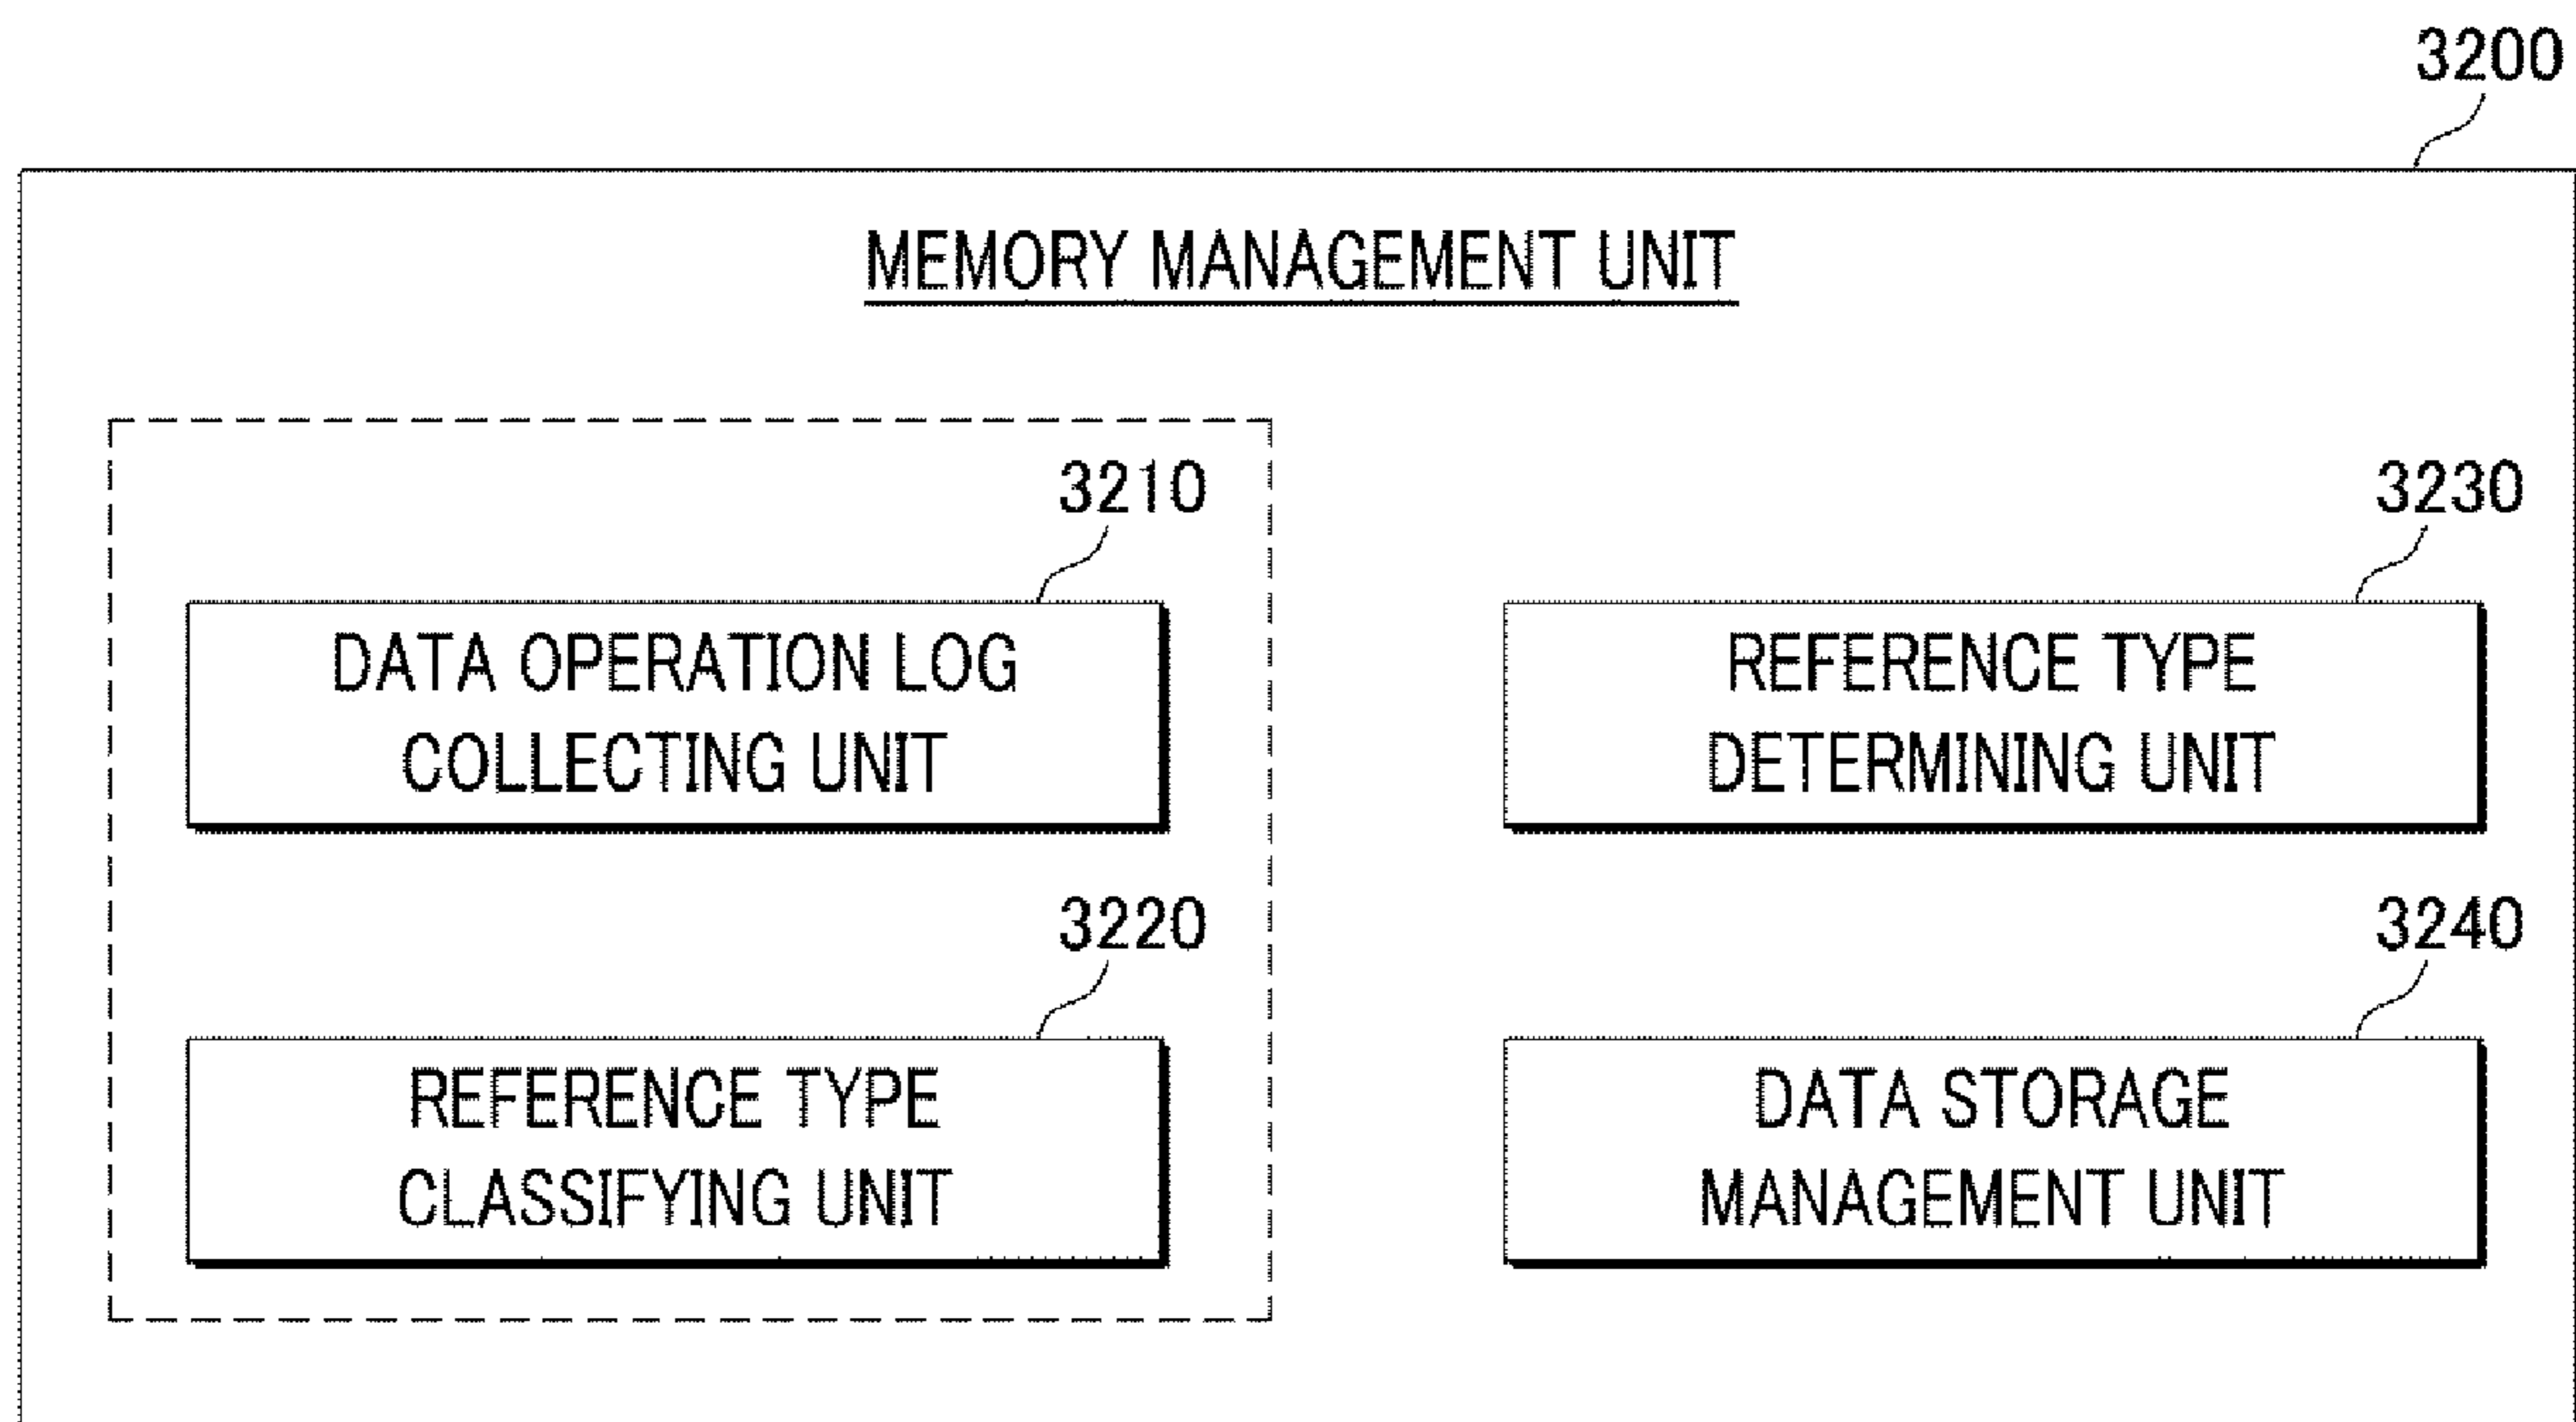 3200
MEMORY MANAGEMENT UNIT
3210
DATA OPERATION LOG
COLLECTING UNIT
3220
REFERENCE TYPE
CLASSIFYING UNIT
3230
REFERENCE TYPE
DETERMINING UNIT
3240
DATA STORAGE
MANAGEMENT UNIT